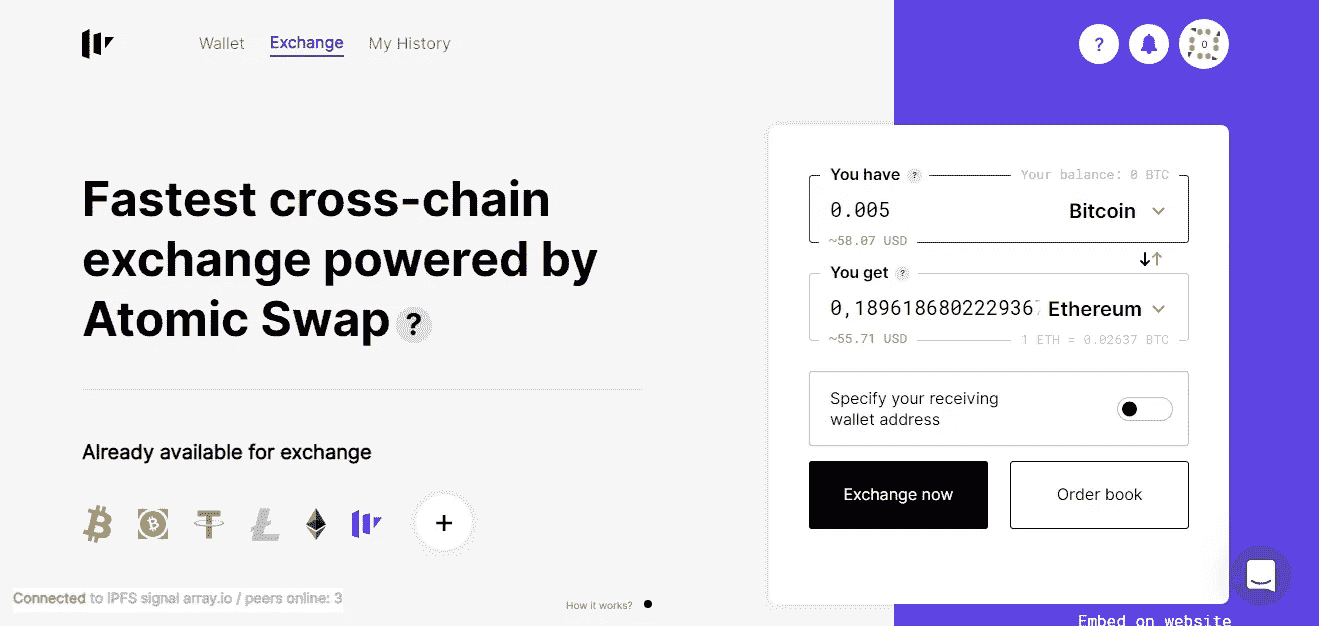 Wallet Exchange My History
?
0
Fastest cross-chain
exchange powered by
Atomic Swap ?
Already available for exchange
+
Connected to IPFS signal array.io / peers online: 3
How it works?
You have ? Your balance: 0 BTC
0.005 Bitcoin
~58.07 USD
You get ?
0,189618680222936 Ethereum
~55.71 USD 1 ETH = 0.02637 BTC
Specify your receiving
wallet address
Exchange now Order book
Embed on website